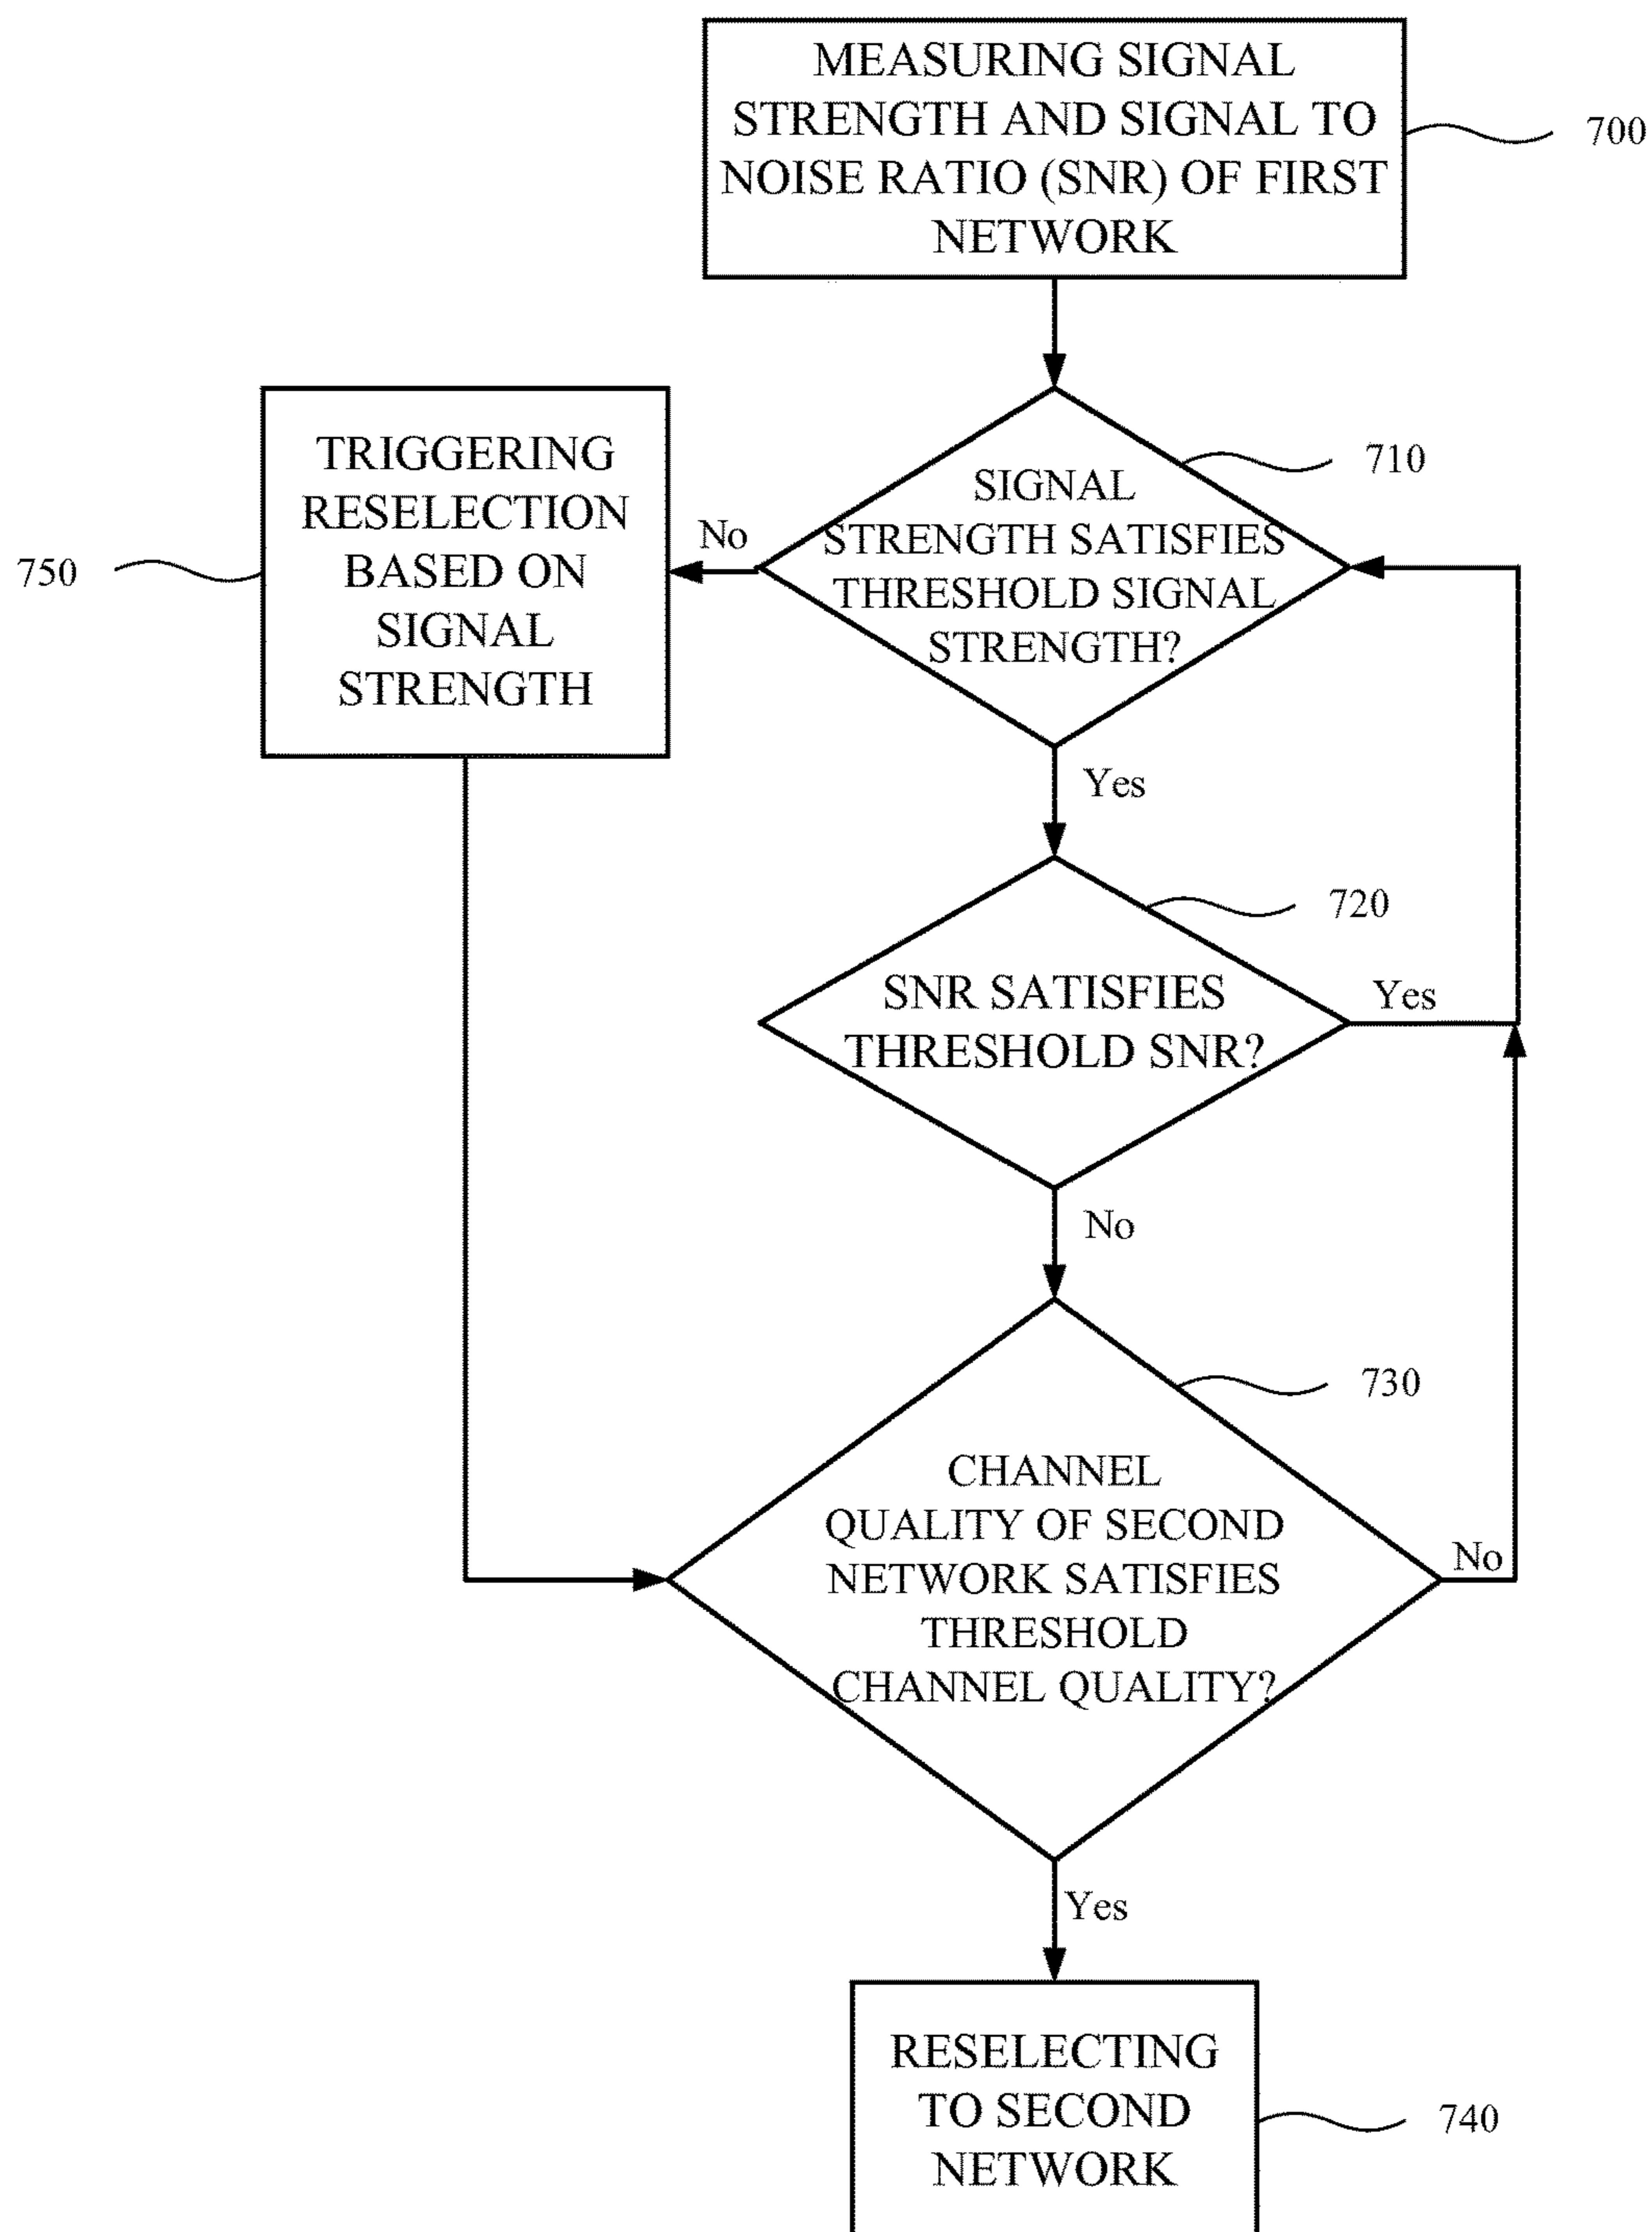 MEASURING SIGNAL
STRENGTH AND SIGNAL TO
NOISE RATIO (SNR) OF FIRST
NETWORK
700
TRIGGERING
RESELECTION
BASED ON
SIGNAL
STRENGTH
750
No
SIGNAL
STRENGTH SATISFIES
THRESHOLD SIGNAL
STRENGTH?
710
Yes
720
SNR SATISFIES
THRESHOLD SNR?
Yes
No
730
CHANNEL
QUALITY OF SECOND
NETWORK SATISFIES
THRESHOLD
CHANNEL QUALITY?
No
Yes
RESELECTING
TO SECOND
NETWORK
740